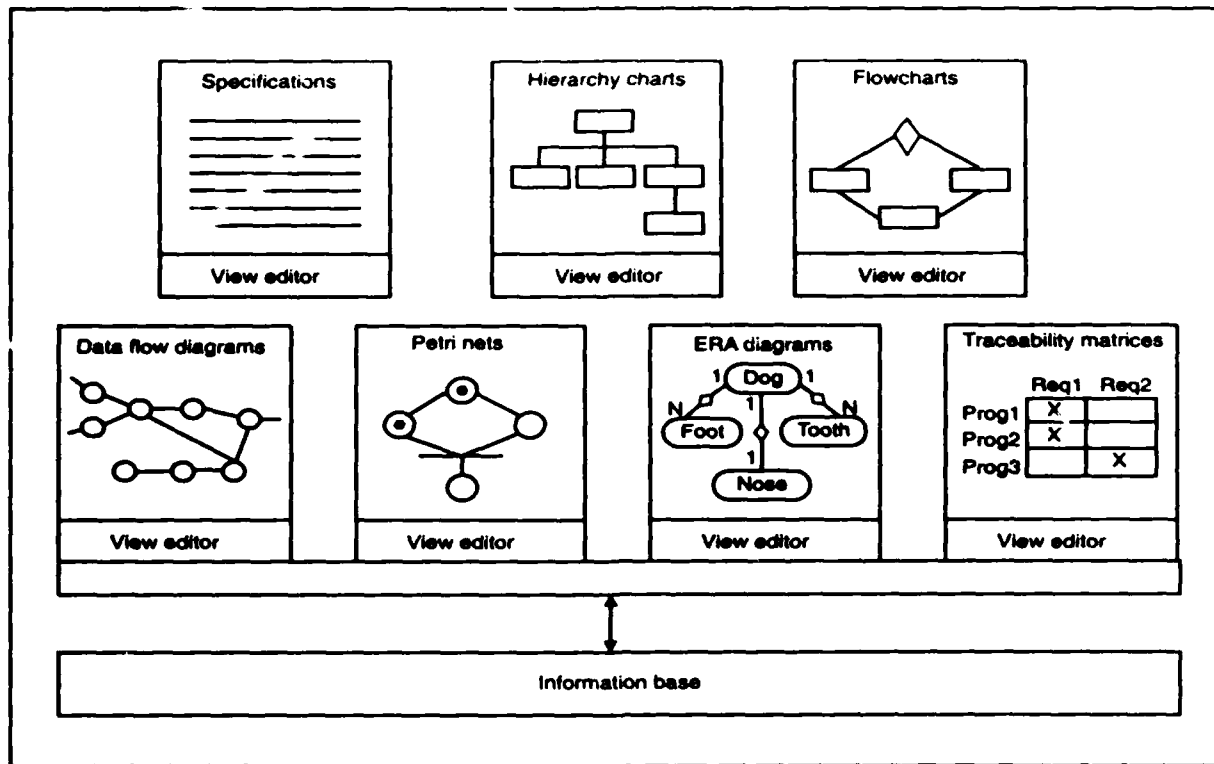 Specifications
View editor
Hierarchy charts
View editor
Flowcharts
View editor
Data flow diagrams
View editor
Petri nets
View editor
ERA diagrams
1 Dog 1
N 1 N
Foot Tooth
1
Nose
View editor
Traceability matrices
Req1 Req2
Prog1 X
Prog2 X
Prog3 X
View editor
Information base